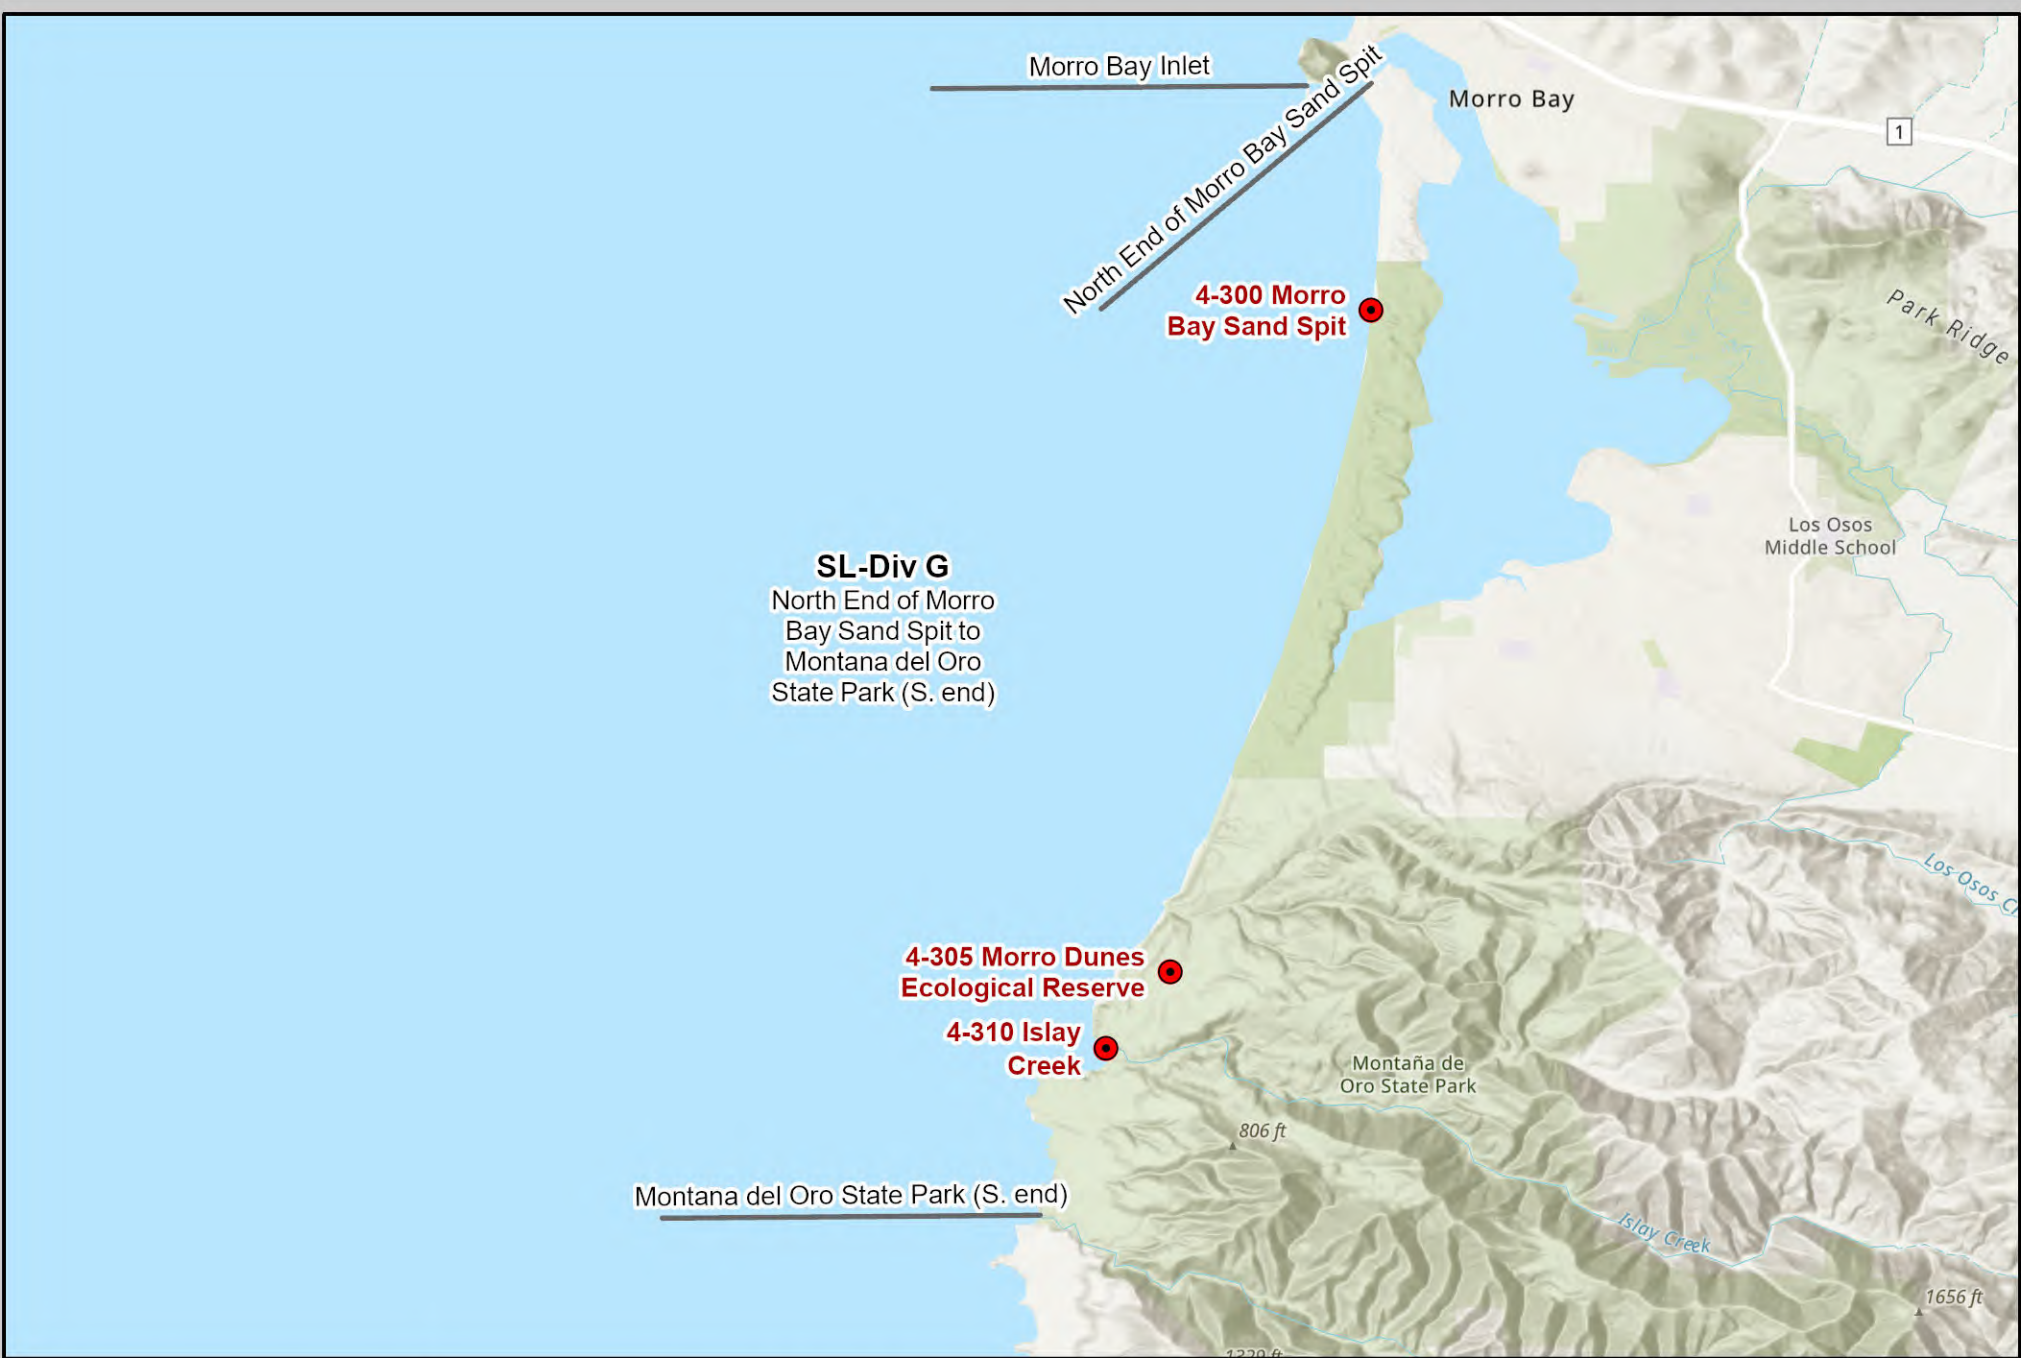 Morro Bay Inlet
North End of Morro Bay Sand Spit
Morro Bay
1
4-300 Morro
Bay Sand Spit
Park Ridge
Los Osos
Middle School
SL-Div G
North End of Morro
Bay Sand Spit to
Montana del Oro
State Park (S. end)
Los Osos
4-305 Morro Dunes
Ecological Reserve
4-310 Islay
Creek
Montaña de
Oro State Park
806 ft
Montana del Oro State Park (S. end)
Islay Creek
1656 ft